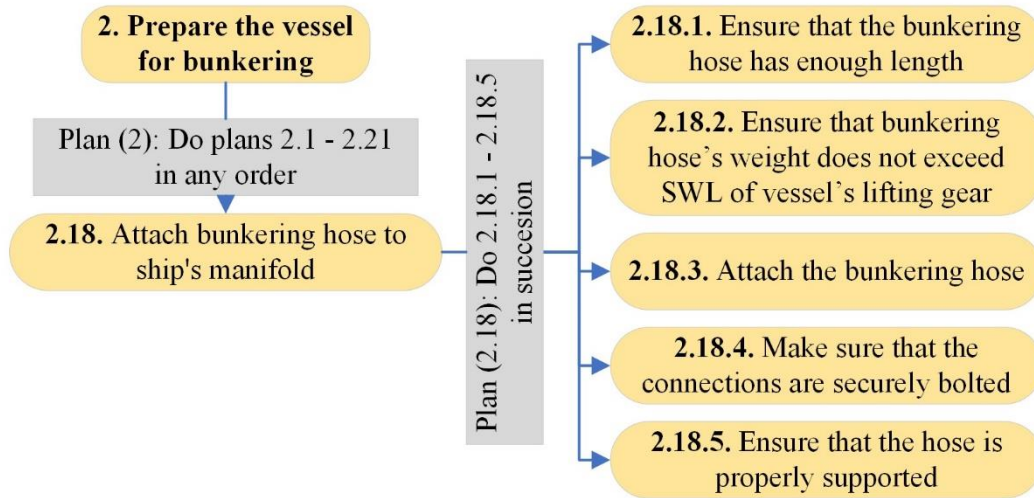 2. Prepare the vessel
for bunkering
Plan (2): Do plans 2.1 - 2.21
in any order
2.18. Attach bunkering hose to
ship's manifold
Plan (2.18): Do 2.18.1 - 2.18.5
in succesion
2.18.1. Ensure that the bunkering
hose has enough length
2.18.2. Ensure that bunkering
hose’s weight does not exceed
SWL of vessel’s lifting gear
2.18.3. Attach the bunkering hose
2.18.4. Make sure that the
connections are securely bolted
2.18.5. Ensure that the hose is
properly supported